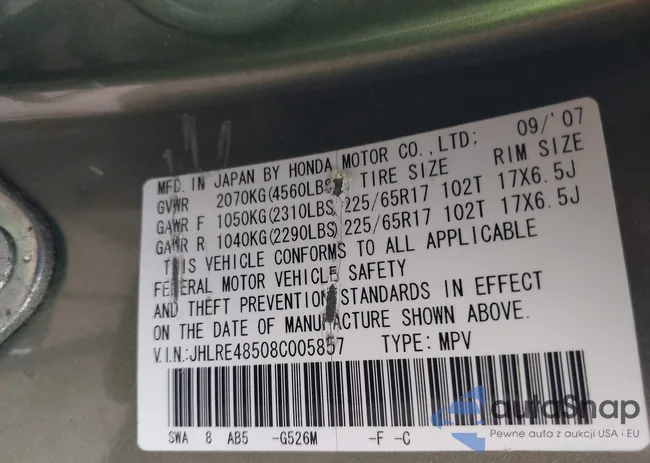 MFD. IN JAPAN BY HONDA MOTOR CO.,LTD; 09/'07
GVWR 2070KG(4560LBS) TIRE SIZE RIM SIZE
GAWR F 1050KG(2310LBS) 225/65R17 102T 17X6.5J
GAWR R 1040KG(2290LBS) 225/65R17 102T 17X6.5J
THIS VEHICLE CONFORMS TO ALL APPLICABLE
FEDERAL MOTOR VEHICLE SAFETY
AND THEFT PREVENTION STANDARDS IN EFFECT
ON THE DATE OF MANUFACTURE SHOWN ABOVE.
V.I.N.:JHLRE48508C005857 TYPE: MPV
SWA 8 AB5 -G526M -F -C
autoSnap
Pewne auta z aukcji USA i EU